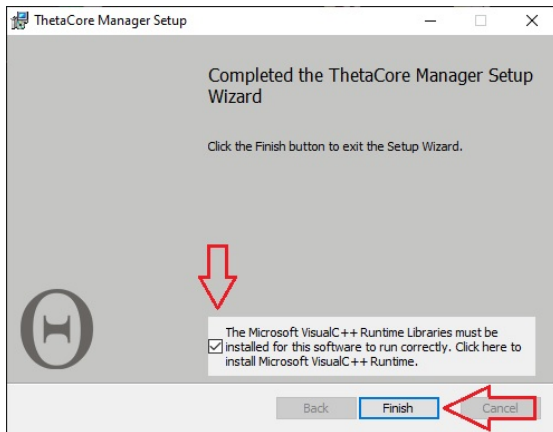 ThetaCore Manager Setup
Completed the ThetaCore Manager Setup
Wizard
Click the Finish button to exit the Setup Wizard.
The Microsoft VisualC++ Runtime Libraries must be
installed for this software to run correctly. Click here to
install Microsoft VisualC++ Runtime.
Back Finish Cancel